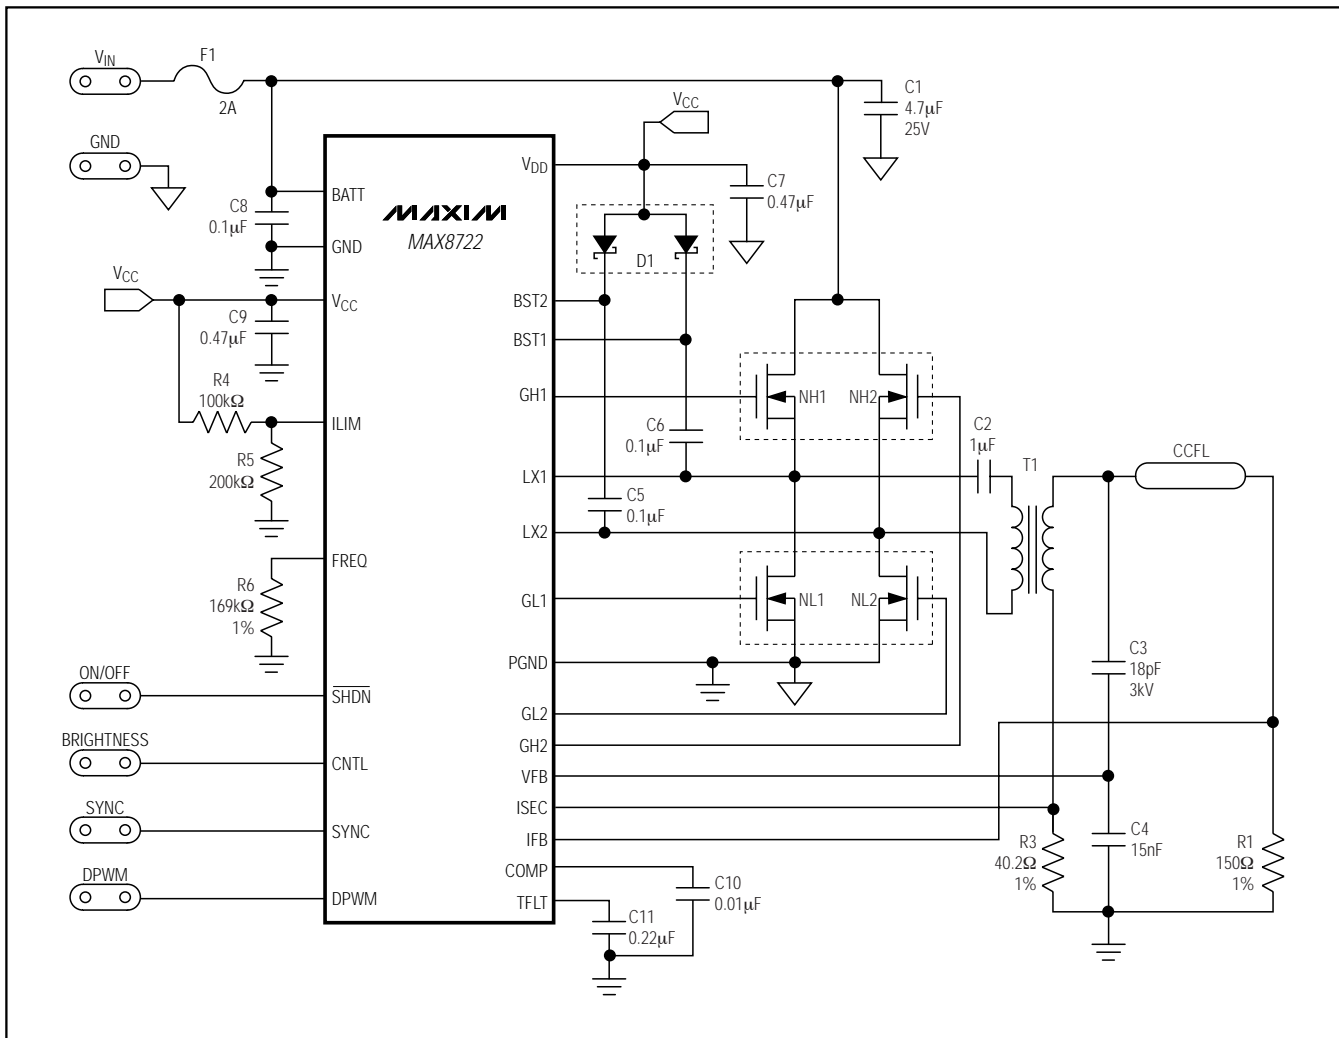 VIN
F1
2A
GND
C1
4.7µF
25V
VCC
VDD
C7
0.47µF
D1
BATT
C8
0.1µF
GND
MAXIM
MAX8722
VCC
VCC
C9
0.47µF
BST2
BST1
R4
100kΩ
ILIM
GH1
NH1
NH2
C6
0.1µF
C2
1µF
T1
CCFL
R5
200kΩ
LX1
C5
0.1µF
LX2
FREQ
R6
169kΩ
1%
GL1
NL1
NL2
PGND
C3
18pF
3kV
ON/OFF
SHDN
GL2
GH2
BRIGHTNESS
CNTL
VFB
ISEC
SYNC
SYNC
IFB
R3
40.2Ω
1%
C4
15nF
R1
150Ω
1%
DPWM
DPWM
COMP
C10
0.01µF
TFLT
C11
0.22µF